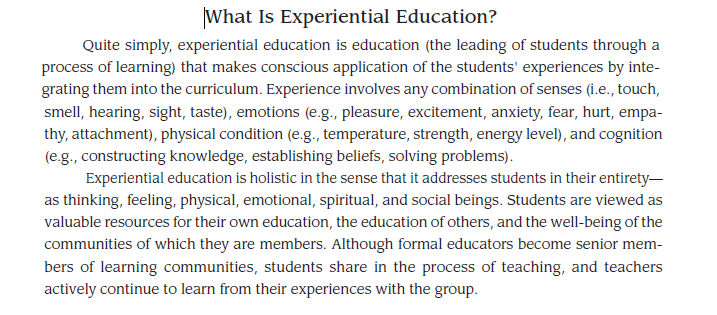 What Is Experiential Education?
Quite simply, experiential education is education (the leading of students through a
process of learning) that makes conscious application of the students' experiences by inte-
grating them into the curriculum. Experience involves any combination of senses (i.e., touch,
smell, hearing, sight, taste), emotions (e.g., pleasure, excitement, anxiety, fear, hurt, empa-
thy, attachment), physical condition (e.g., temperature, strength, energy level), and cognition
(e.g., constructing knowledge, establishing beliefs, solving problems).
Experiential education is holistic in the sense that it addresses students in their entirety—
as thinking, feeling, physical, emotional, spiritual, and social beings. Students are viewed as
valuable resources for their own education, the education of others, and the well-being of the
communities of which they are members. Although formal educators become senior mem-
bers of learning communities, students share in the process of teaching, and teachers
actively continue to learn from their experiences with the group.